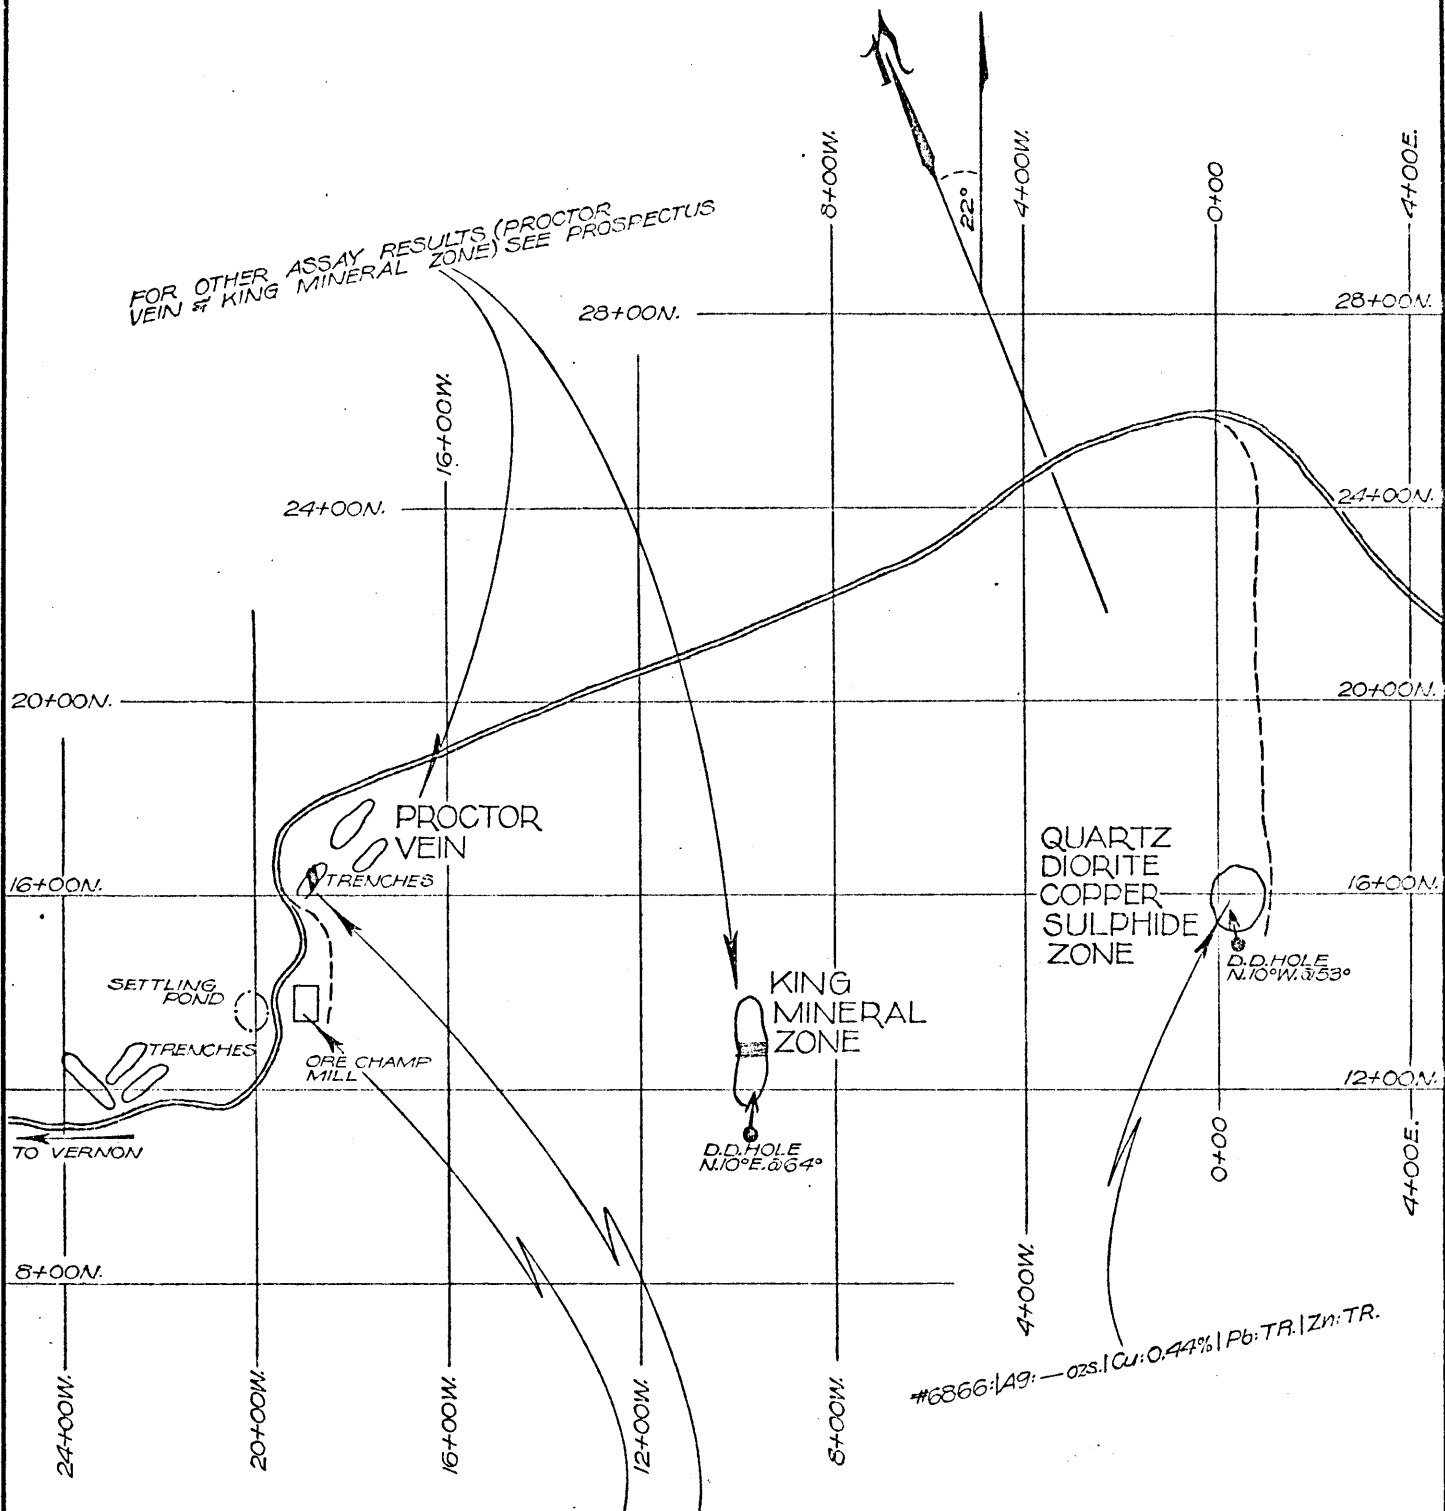 8+00W.
4+00W.
0+00
4+00E.
22°
FOR OTHER ASSAY RESULTS (PROCTOR
VEIN & KING MINERAL ZONE) SEE PROSPECTUS
28+00N.
28+00N.
16+00W.
24+00N.
24+00N.
20+00N.
20+00N.
PROCTOR
VEIN
TRENCHES
16+00N.
16+00N.
QUARTZ
DIORITE
COPPER
SULPHIDE
ZONE
D.D.HOLE
N.10°W.@53°
SETTLING
POND
KING
MINERAL
ZONE
TRENCHES
ORE CHAMP
MILL
12+00N.
TO VERNON
D.D.HOLE
N.10°E.@64°
0+00
4+00E.
8+00N.
4+00W.
#6866:|Ag:—ozs.|Cu:0.44%|Pb:TR.|Zn:TR.
24+00W.
20+00W.
16+00W.
12+00W.
8+00W.